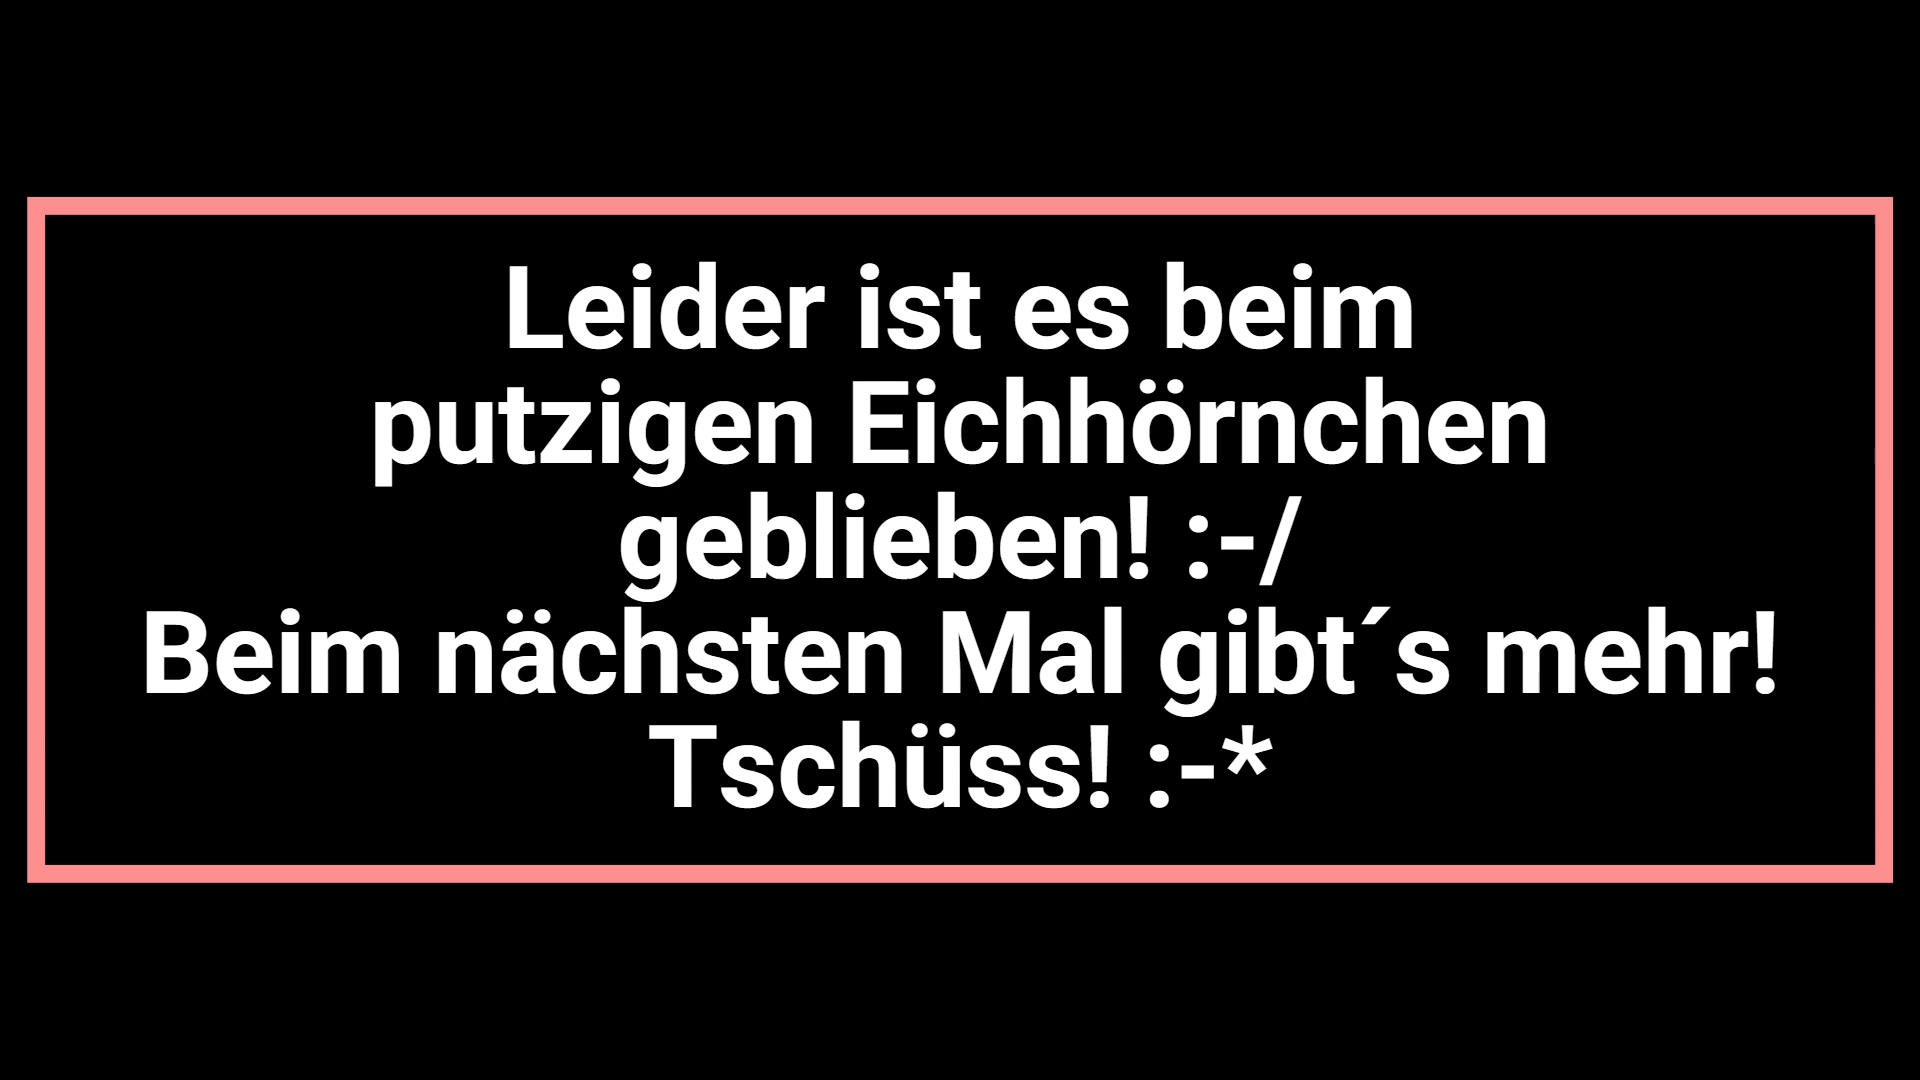 Leider ist es beim
putzigen Eichhörnchen
geblieben! :-/
Beim nächsten Mal gibt´s mehr!
Tschüss! :-*